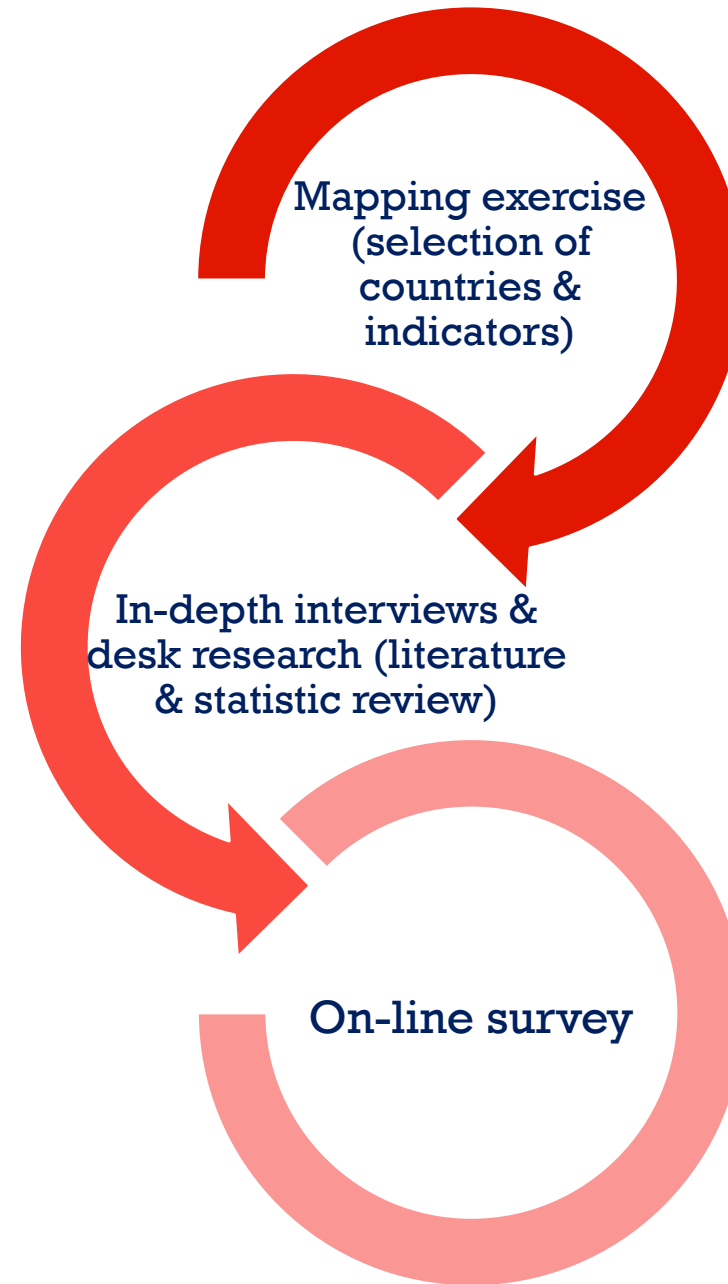 Mapping exercise
(selection of
countries &
indicators)
In-depth interviews &
desk research (literature
& statistic review)
On-line survey